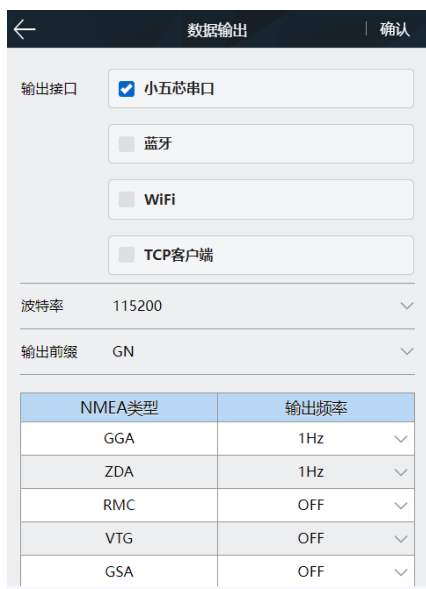 数据输出 确认
输出接口 小五芯串口
蓝牙
WiFi
TCP客户端
波特率 115200
输出前缀 GN
NMEA类型 输出频率
GGA 1Hz
ZDA 1Hz
RMC OFF
VTG OFF
GSA OFF